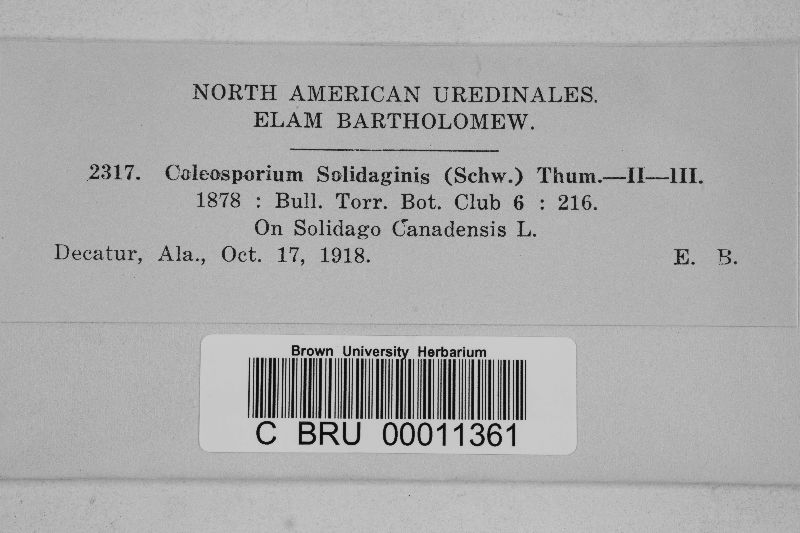 NORTH AMERICAN UREDINALES.
ELAM BARTHOLOMEW.
2317. Coleosporium Solidaginis (Schw.) Thum.—II—III.
1878 : Bull. Torr. Bot. Club 6 : 216.
On Solidago Canadensis L.
Decatur, Ala., Oct. 17, 1918. E. B.
Brown University Herbarium
C BRU 00011361